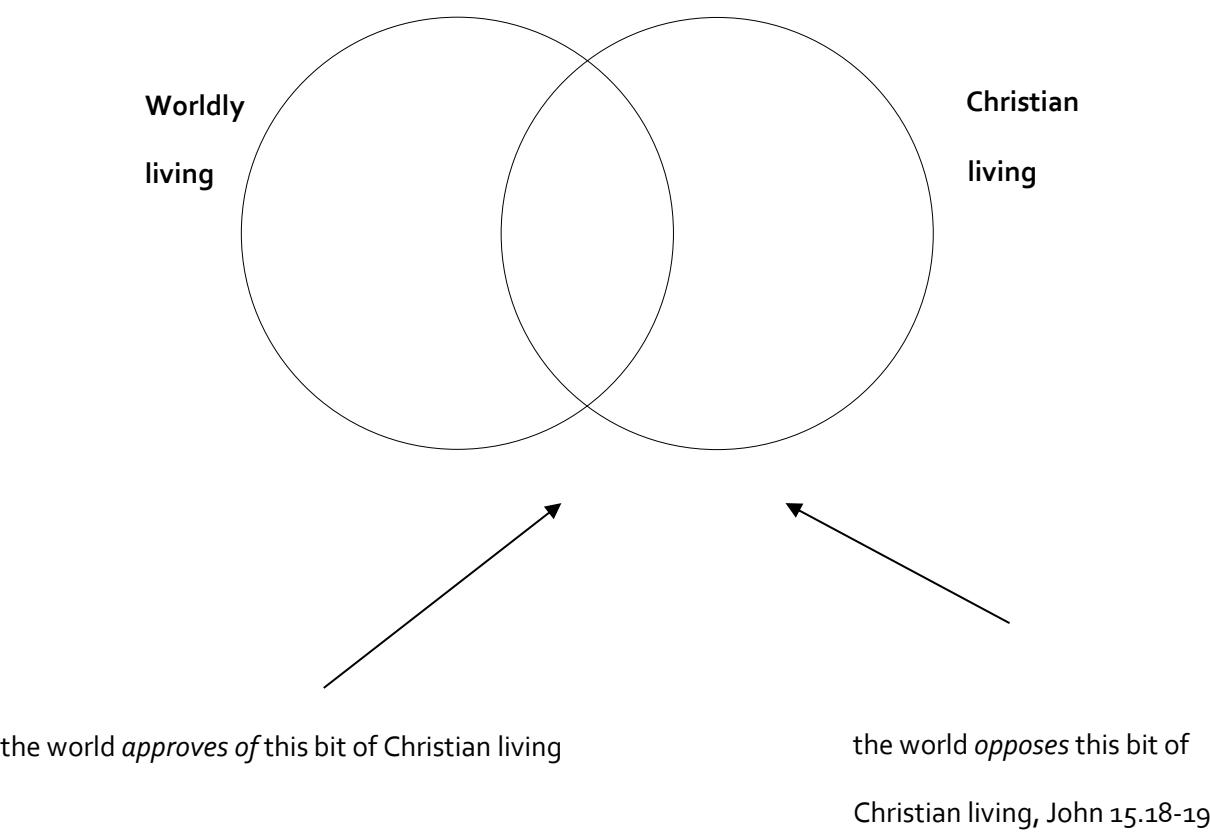 Worldly
living
Christian
living
the world approves of this bit of Christian living
the world opposes this bit of
Christian living, John 15.18-19